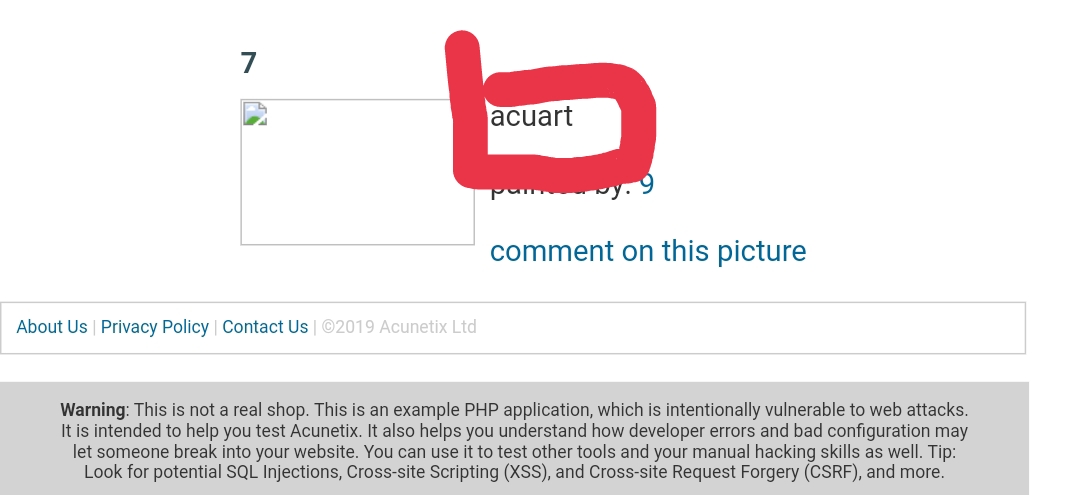 7
acuart
painted by: 9
comment on this picture
About Us | Privacy Policy | Contact Us | ©2019 Acunetix Ltd
Warning: This is not a real shop. This is an example PHP application, which is intentionally vulnerable to web attacks.
It is intended to help you test Acunetix. It also helps you understand how developer errors and bad configuration may
let someone break into your website. You can use it to test other tools and your manual hacking skills as well. Tip:
Look for potential SQL Injections, Cross-site Scripting (XSS), and Cross-site Request Forgery (CSRF), and more.